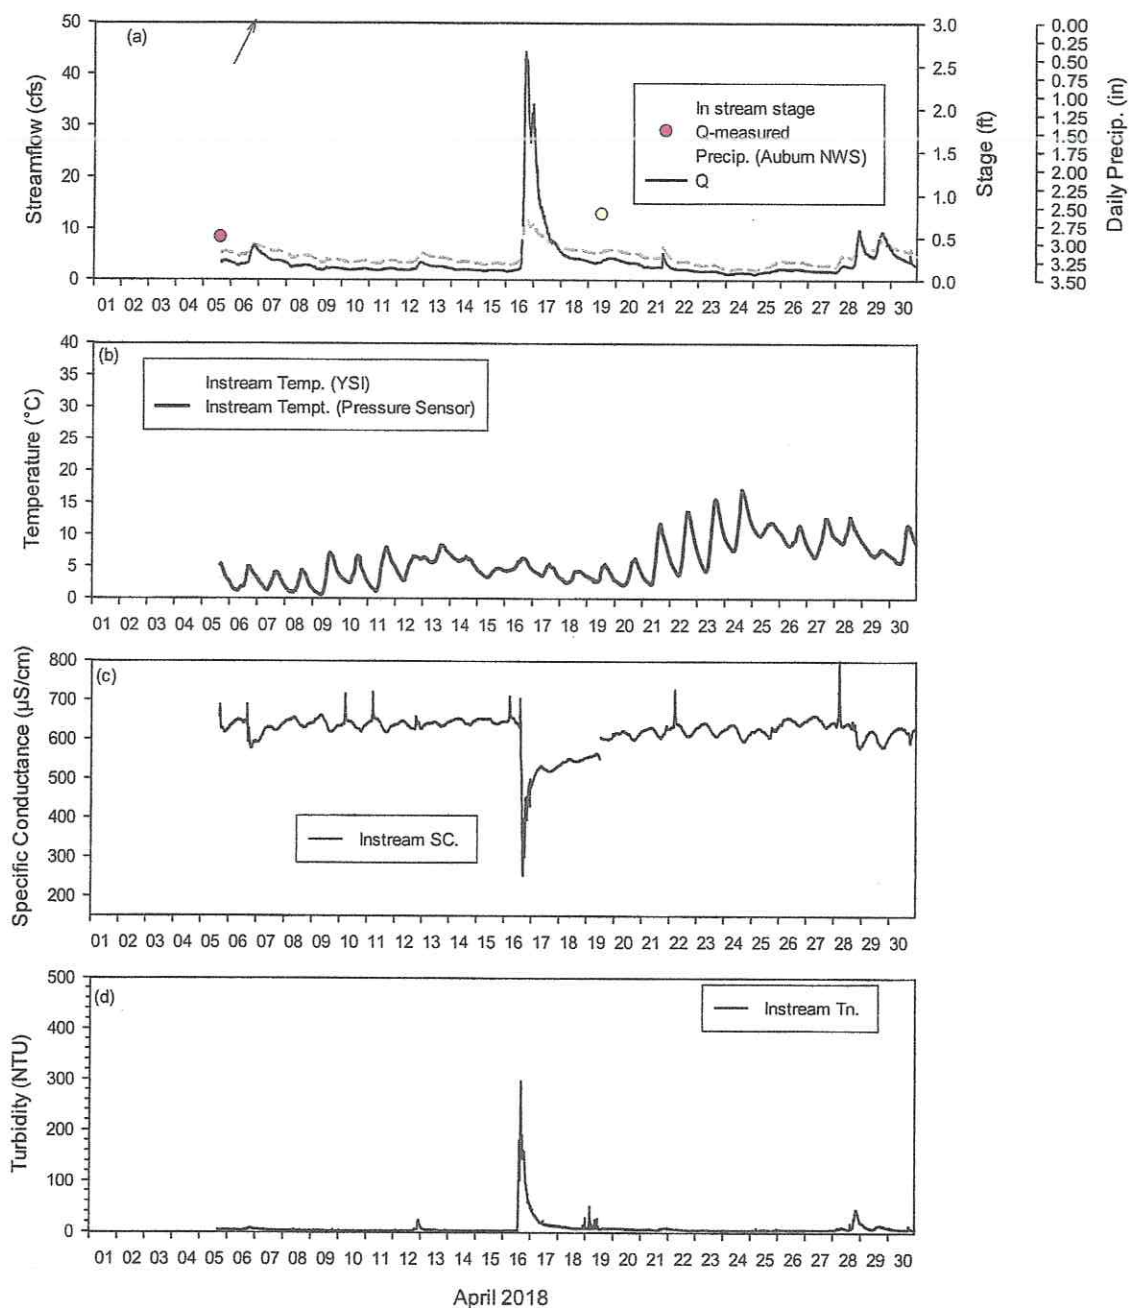 (a)
Streamflow (cfs)
50
40
30
20
10
0
In stream stage
Q-measured
Precip. (Auburn NWS)
Q
3.0
2.5
2.0
1.5
1.0
0.5
0.0
Stage (ft)
0.00
0.25
0.50
0.75
1.00
1.25
1.50
1.75
2.00
2.25
2.50
2.75
3.00
3.25
3.50
Daily Precip. (in)
01 02 03 04 05 06 07 08 09 10 11 12 13 14 15 16 17 18 19 20 21 22 23 24 25 26 27 28 29 30
(b)
Temperature (°C)
40
35
30
25
20
15
10
5
0
Instream Temp. (YSI)
Instream Tempt. (Pressure Sensor)
01 02 03 04 05 06 07 08 09 10 11 12 13 14 15 16 17 18 19 20 21 22 23 24 25 26 27 28 29 30
(c)
Specific Conductance (µS/cm)
800
700
600
500
400
300
200
Instream SC.
01 02 03 04 05 06 07 08 09 10 11 12 13 14 15 16 17 18 19 20 21 22 23 24 25 26 27 28 29 30
(d)
Turbidity (NTU)
500
400
300
200
100
0
Instream Tn.
01 02 03 04 05 06 07 08 09 10 11 12 13 14 15 16 17 18 19 20 21 22 23 24 25 26 27 28 29 30
April 2018